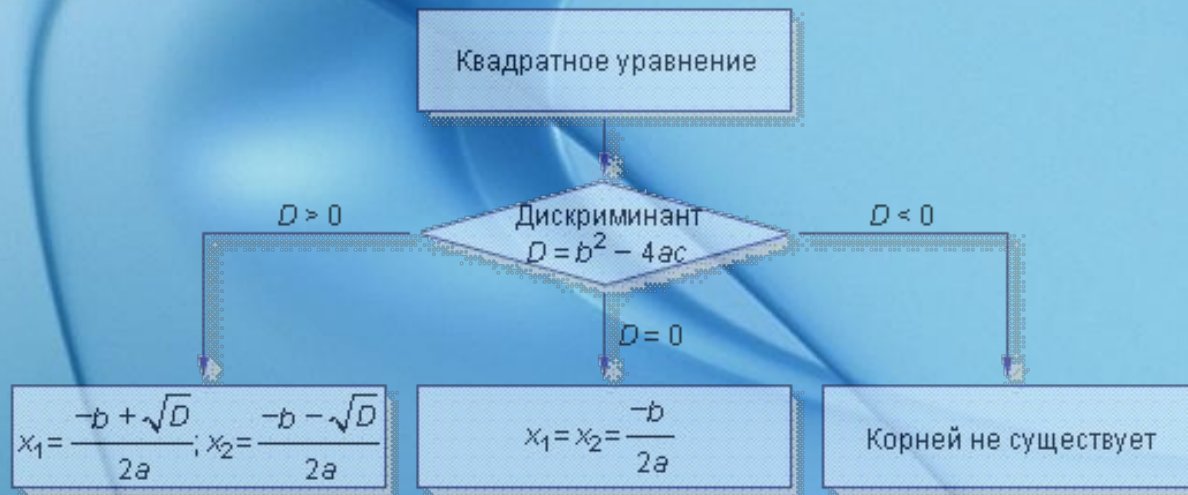 Квадратное уравнение
D > 0
Дискриминант
D = b² − 4ac
D < 0
D = 0
x₁ = (−b + √D)/2a; x₂ = (−b − √D)/2a
x₁ = x₂ = −b/2a
Корней не существует